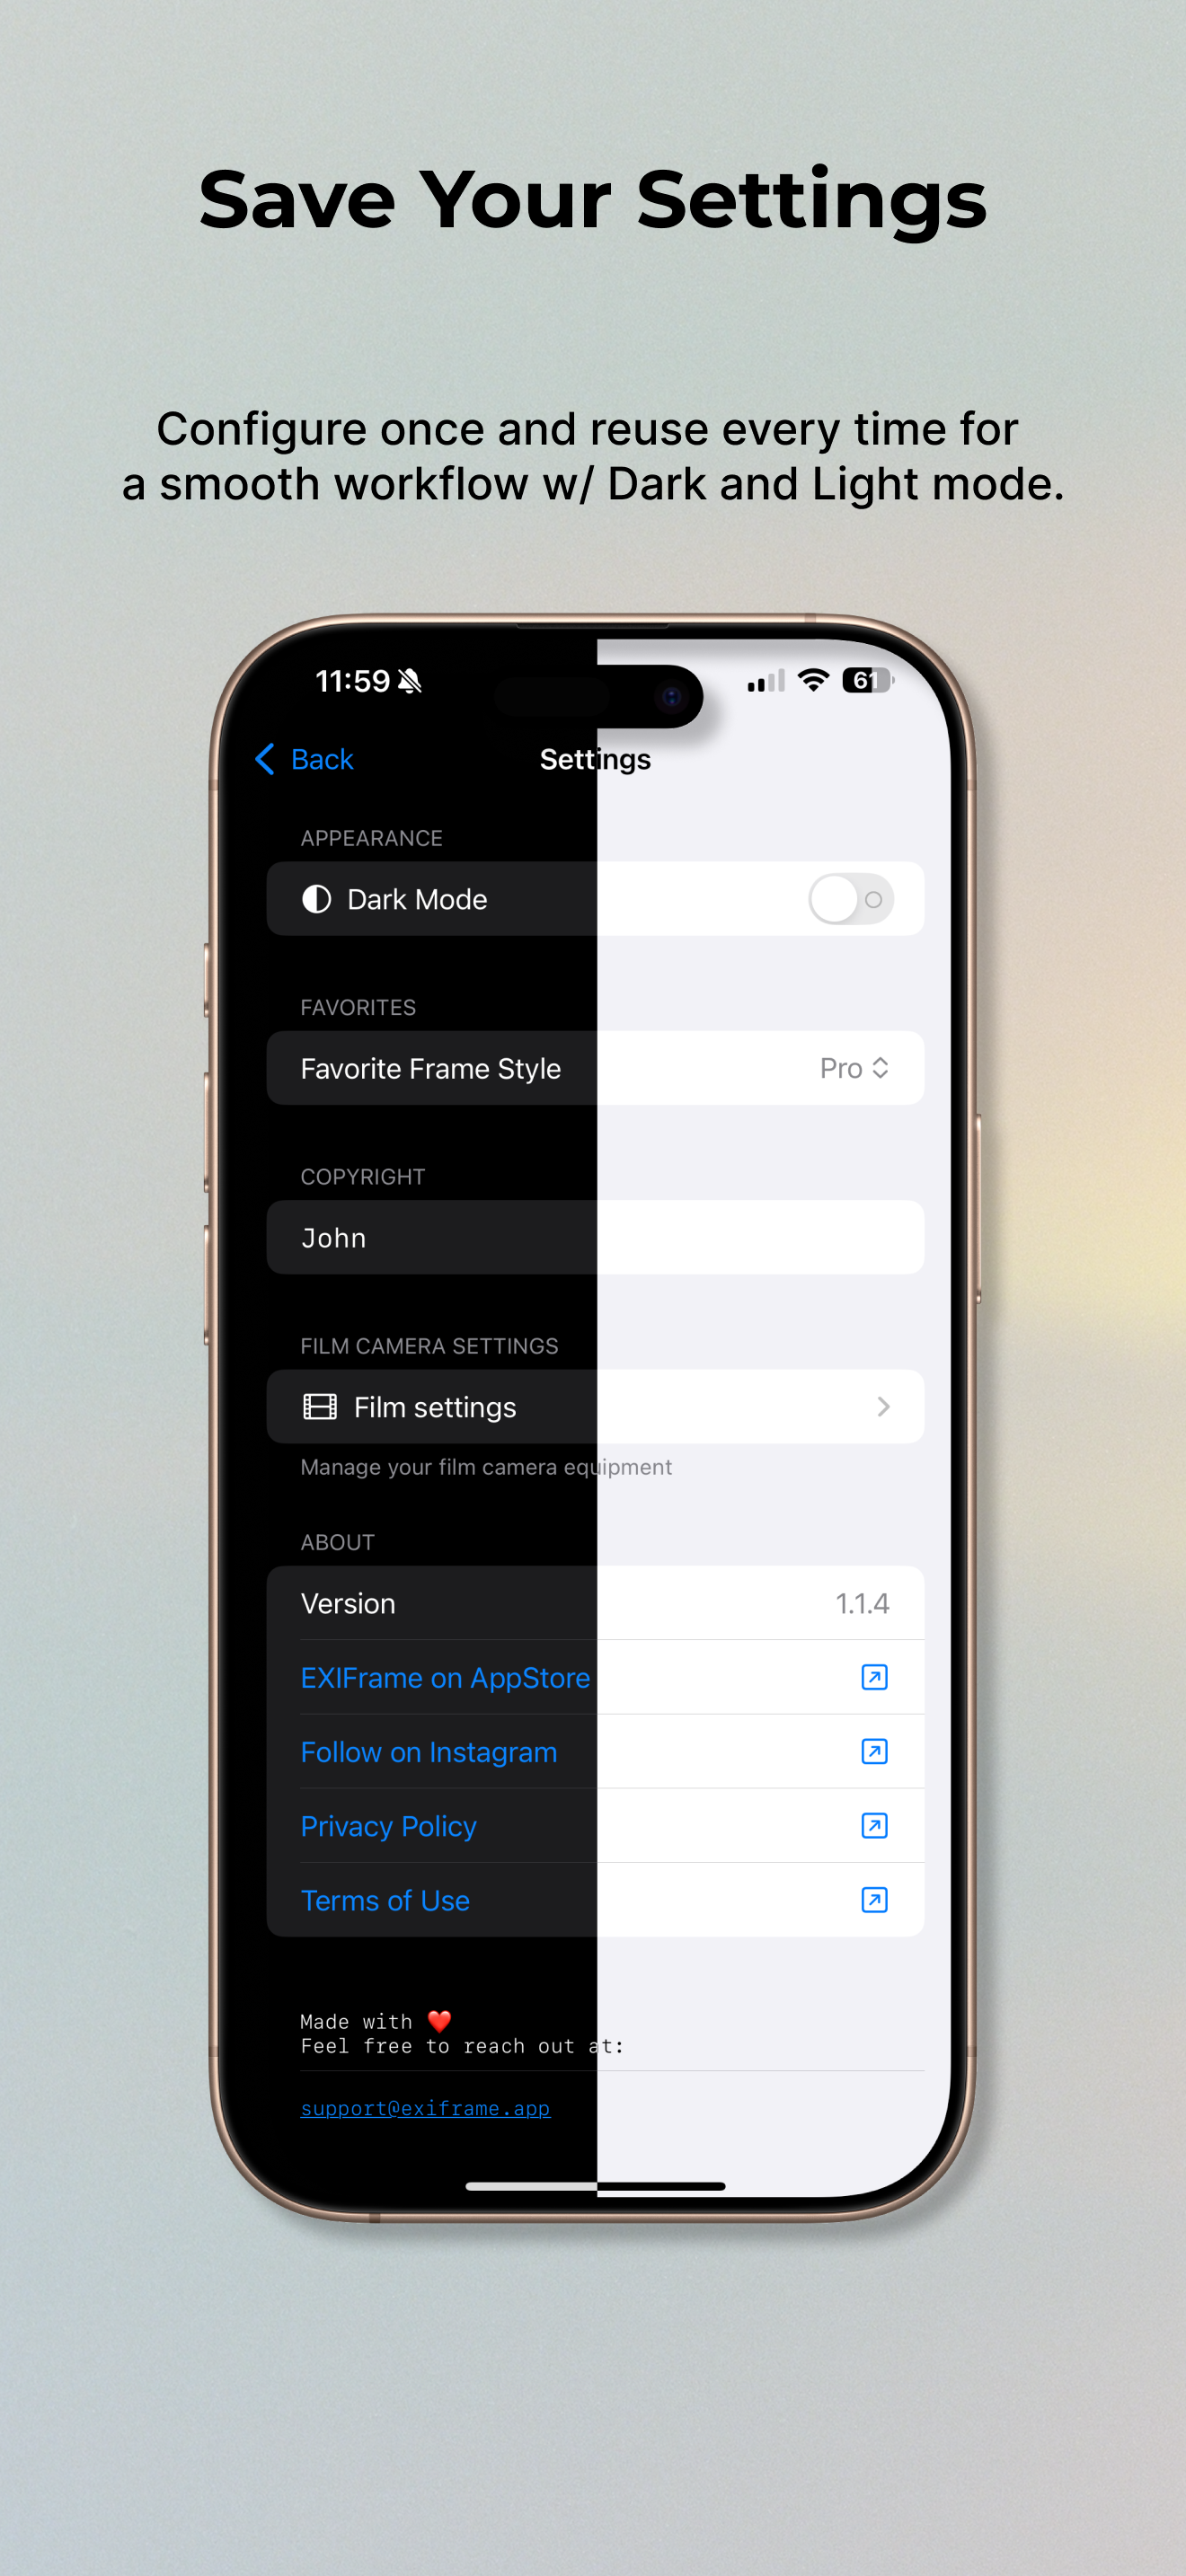 Save Your Settings
Configure once and reuse every time for
a smooth workflow w/ Dark and Light mode.
11:59 61
Back Settings
APPEARANCE
Dark Mode
FAVORITES
Favorite Frame Style Pro
COPYRIGHT
John
FILM CAMERA SETTINGS
Film settings
Manage your film camera equipment
ABOUT
Version 1.1.4
EXIFrame on AppStore
Follow on Instagram
Privacy Policy
Terms of Use
Made with ❤️
Feel free to reach out at:
support@exiframe.app